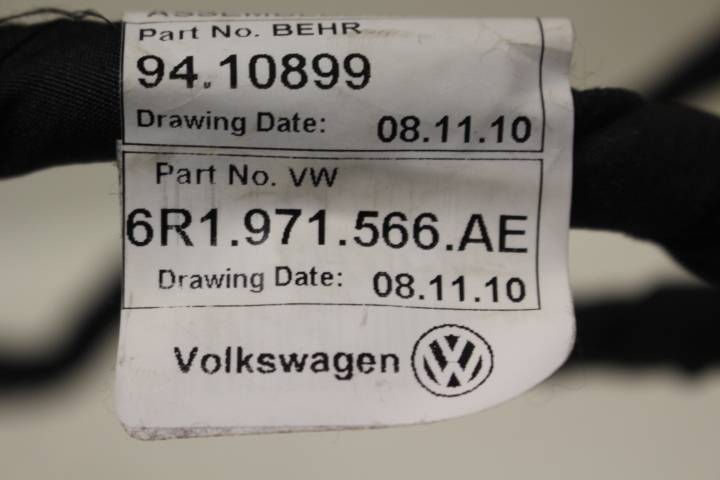 Part No. BEHR
94.10899
Drawing Date: 08.11.10
Part No. VW
6R1.971.566.AE
Drawing Date: 08.11.10
Volkswagen